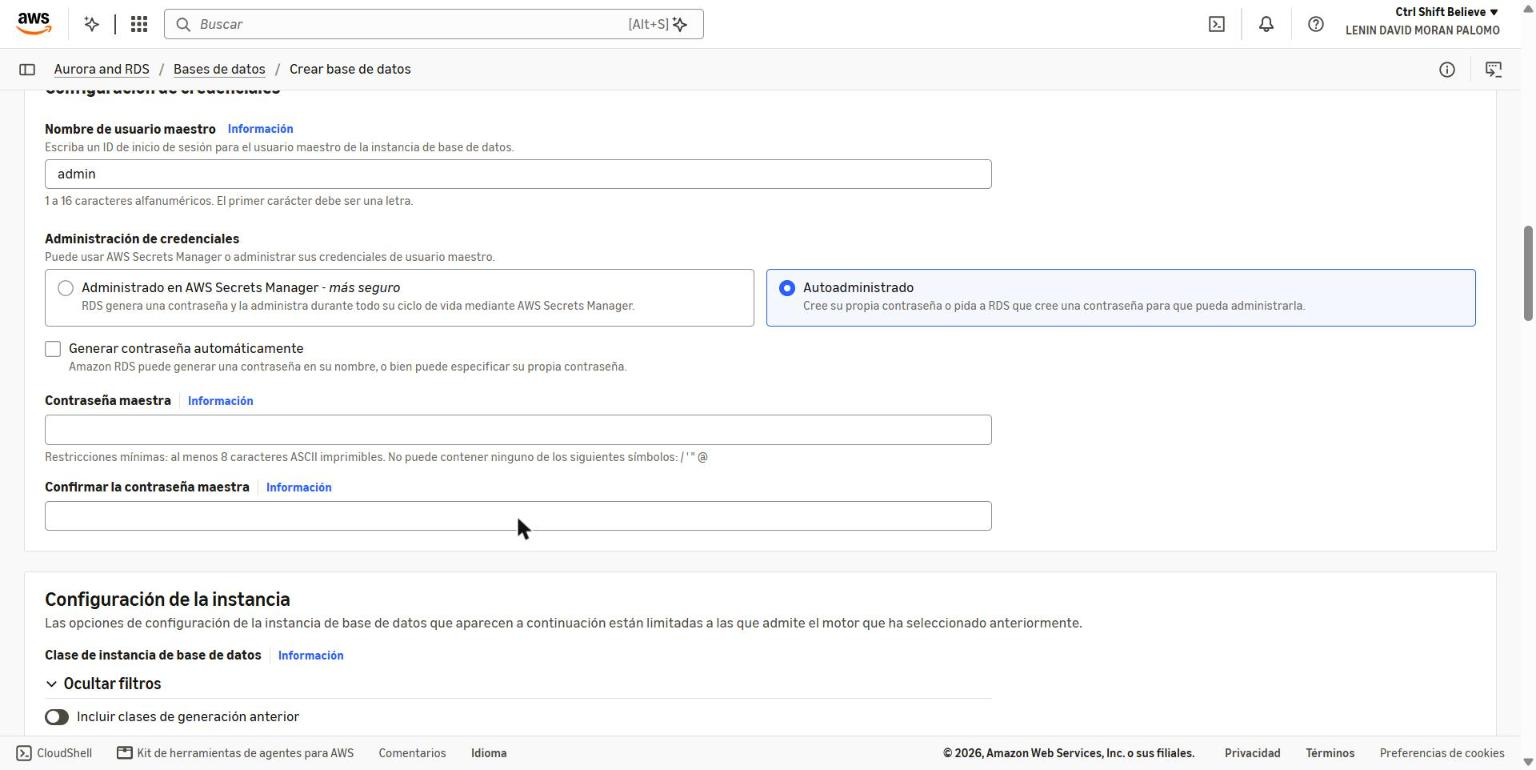 aws
Buscar
[Alt+S]
Ctrl Shift Believe
LENIN DAVID MORAN PALOMO
Aurora and RDS / Bases de datos / Crear base de datos
Configuración de credenciales
Nombre de usuario maestro Información
Escriba un ID de inicio de sesión para el usuario maestro de la instancia de base de datos.
admin
1 a 16 caracteres alfanuméricos. El primer carácter debe ser una letra.
Administración de credenciales
Puede usar AWS Secrets Manager o administrar sus credenciales de usuario maestro.
Administrado en AWS Secrets Manager - más seguro
RDS genera una contraseña y la administra durante todo su ciclo de vida mediante AWS Secrets Manager.
Autoadministrado
Cree su propia contraseña o pida a RDS que cree una contraseña para que pueda administrarla.
Generar contraseña automáticamente
Amazon RDS puede generar una contraseña en su nombre, o bien puede especificar su propia contraseña.
Contraseña maestra Información
Restricciones mínimas: al menos 8 caracteres ASCII imprimibles. No puede contener ninguno de los siguientes símbolos: / ' " @
Confirmar la contraseña maestra Información
Configuración de la instancia
Las opciones de configuración de la instancia de base de datos que aparecen a continuación están limitadas a las que admite el motor que ha seleccionado anteriormente.
Clase de instancia de base de datos Información
Ocultar filtros
Incluir clases de generación anterior
CloudShell Kit de herramientas de agentes para AWS Comentarios Idioma © 2026, Amazon Web Services, Inc. o sus filiales. Privacidad Términos Preferencias de cookies